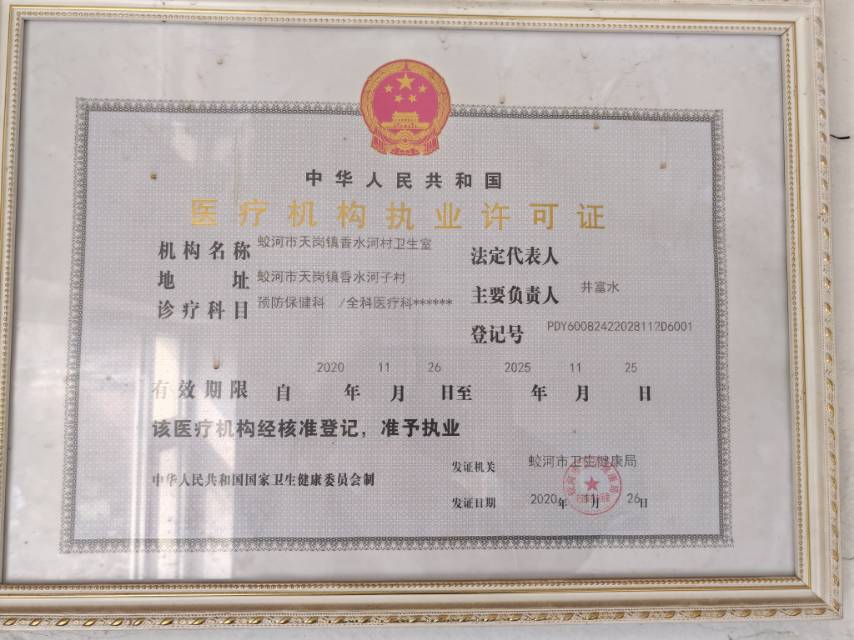 中华人民共和国
医疗机构执业许可证
机构名称 蛟河市天岗镇香水河村卫生室
法定代表人
地址 蛟河市天岗镇香水河子村
主要负责人 井富水
诊疗科目 预防保健科 /全科医疗科******
登记号 PDY60082422028112D6001
有效期限 自 2020 年 11 月 26 日至 2025 年 11 月 25 日
该医疗机构经核准登记，准予执业
发证机关 蛟河市卫生健康局
中华人民共和国国家卫生健康委员会制
发证日期 2020年 月 26日